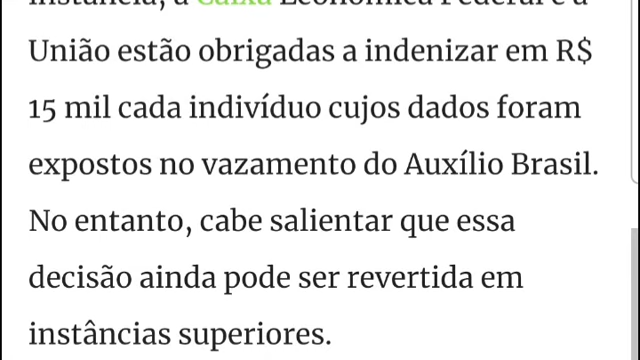 instância, a Caixa Econômica Federal e a
União estão obrigadas a indenizar em R$
15 mil cada indivíduo cujos dados foram
expostos no vazamento do Auxílio Brasil.
No entanto, cabe salientar que essa
decisão ainda pode ser revertida em
instâncias superiores.